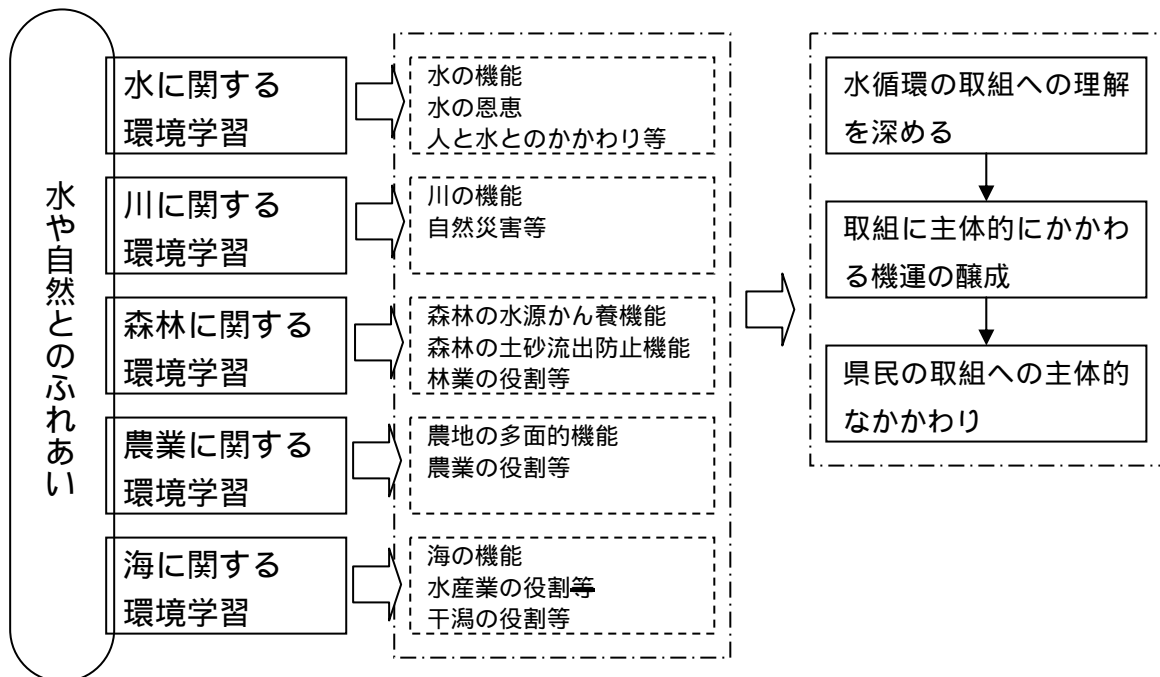 水や自然とのふれあい
水に関する
環境学習
水の機能
水の恩恵
人と水とのかかわり等
川に関する
環境学習
川の機能
自然災害等
森林に関する
環境学習
森林の水源かん養機能
森林の土砂流出防止機能
林業の役割等
農業に関する
環境学習
農地の多面的機能
農業の役割等
海に関する
環境学習
海の機能
水産業の役割等
干潟の役割等
水循環の取組への理解
を深める
取組に主体的にかかわ
る機運の醸成
県民の取組への主体的
なかかわり